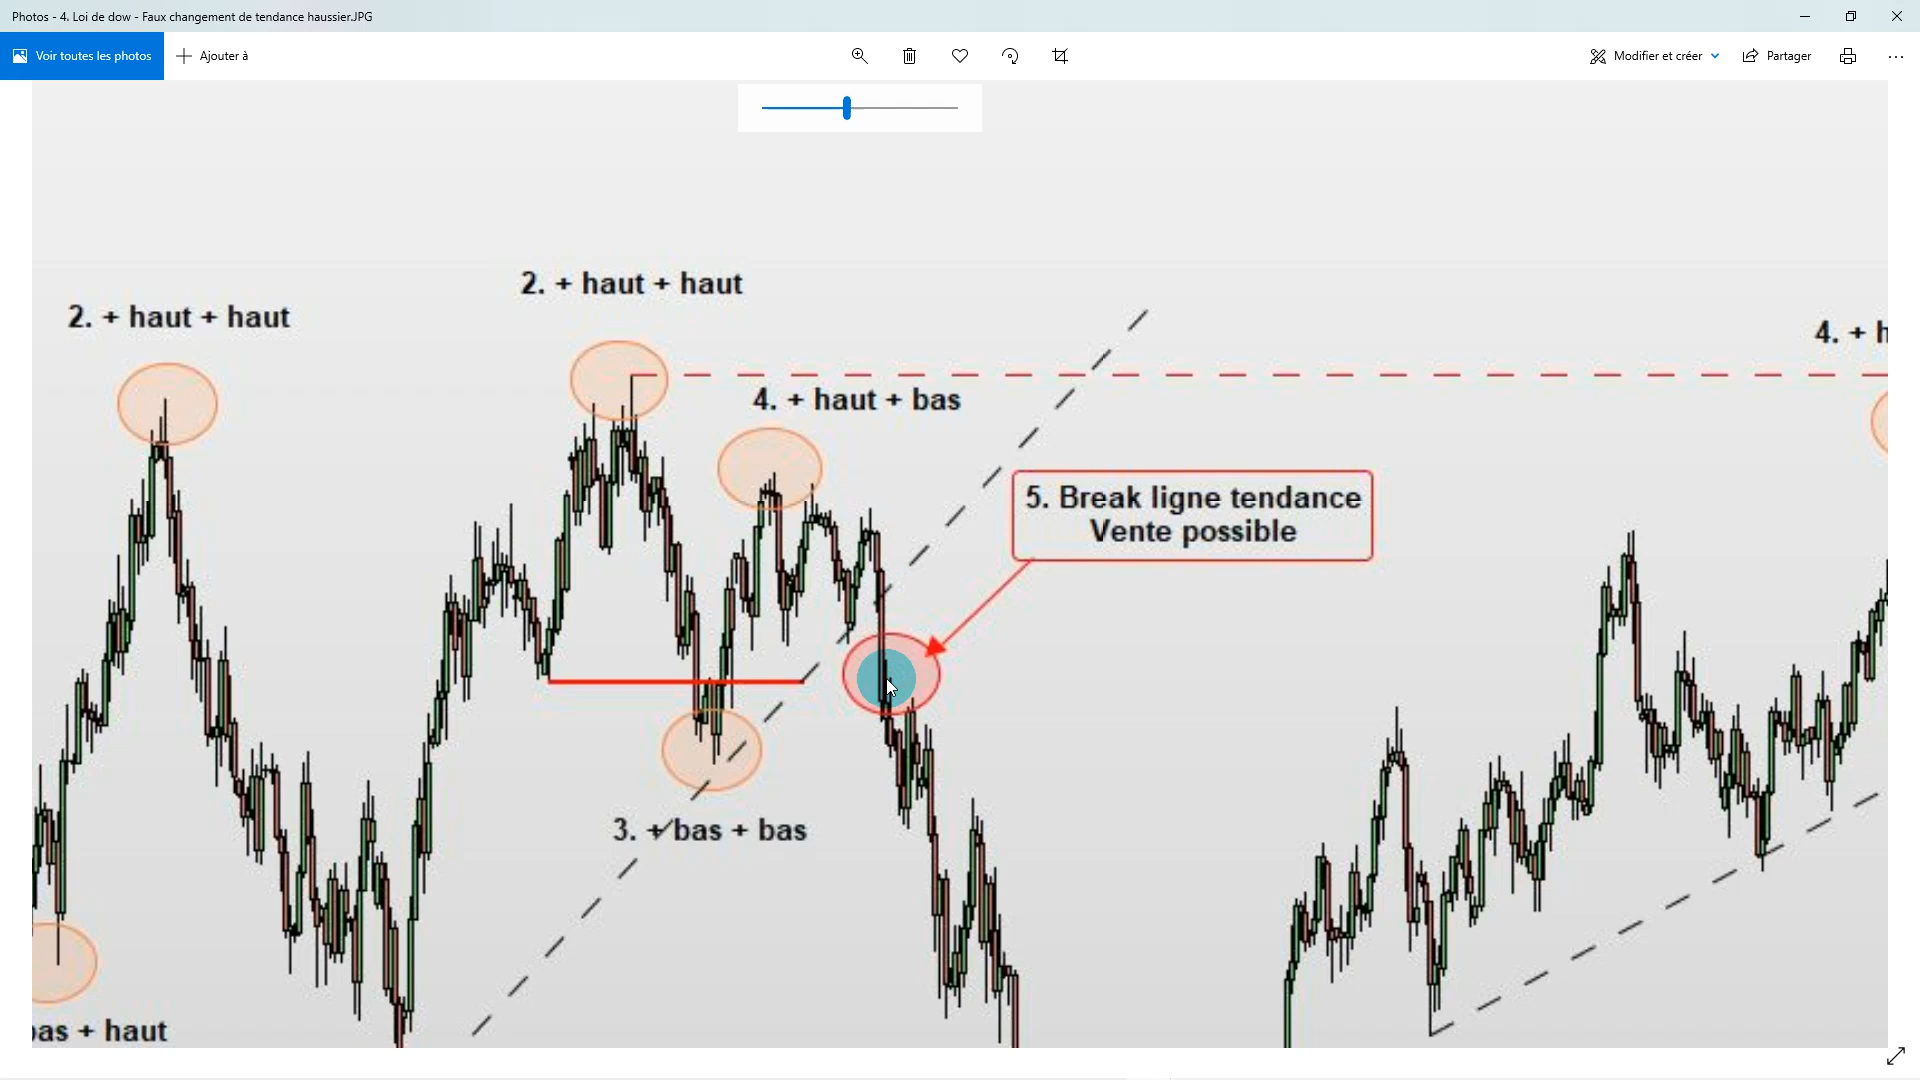 Photos - 4. Loi de dow - Faux changement de tendance haussier.JPG
Voir toutes les photos
Ajouter à
Modifier et créer
Partager
2. + haut + haut
2. + haut + haut
4. + h
4. + haut + bas
5. Break ligne tendance
Vente possible
3. + bas + bas
bas + haut